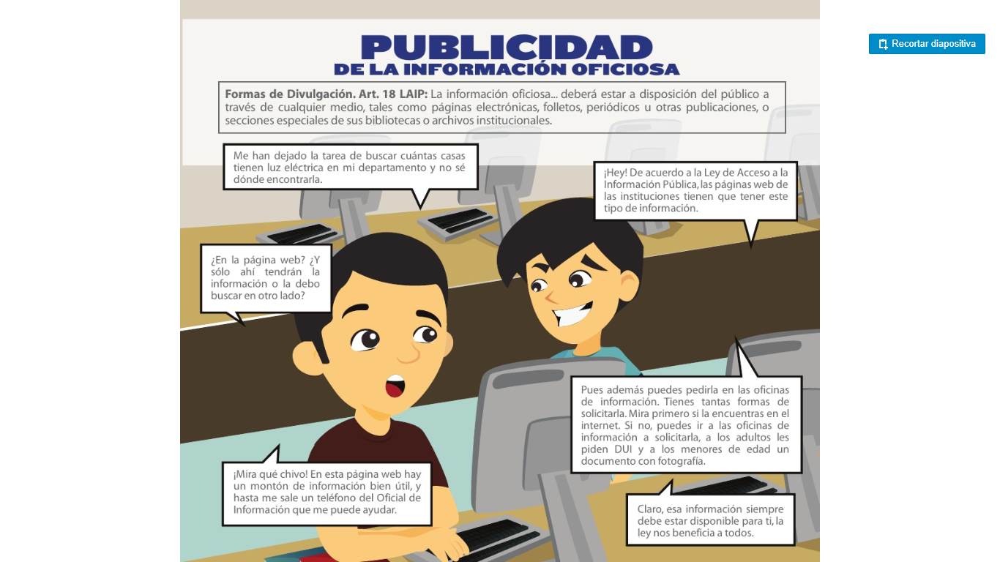 Recortar diapositiva
PUBLICIDAD
DE LA INFORMACIÓN OFICIOSA
Formas de Divulgación. Art. 18 LAIP: La información oficiosa... deberá estar a disposición del público a
través de cualquier medio, tales como páginas electrónicas, folletos, periódicos u otras publicaciones, o
secciones especiales de sus bibliotecas o archivos institucionales.
Me han dejado la tarea de buscar cuántas casas
tienen luz eléctrica en mi departamento y no sé
dónde encontrarla.
¡Hey! De acuerdo a la Ley de Acceso a la
Información Pública, las páginas web de
las instituciones tienen que tener este
tipo de información.
¿En la página web? ¿Y
sólo ahí tendrán la
información o la debo
buscar en otro lado?
Pues además puedes pedirla en las oficinas
de información. Tienes tantas formas de
solicitarla. Mira primero si la encuentras en el
internet. Si no, puedes ir a las oficinas de
información a solicitarla, a los adultos les
piden DUI y a los menores de edad un
documento con fotografía.
¡Mira qué chivo! En esta página web hay
un montón de información bien útil, y
hasta me sale un teléfono del Oficial de
Información que me puede ayudar.
Claro, esa información siempre
debe estar disponible para ti, la
ley nos beneficia a todos.